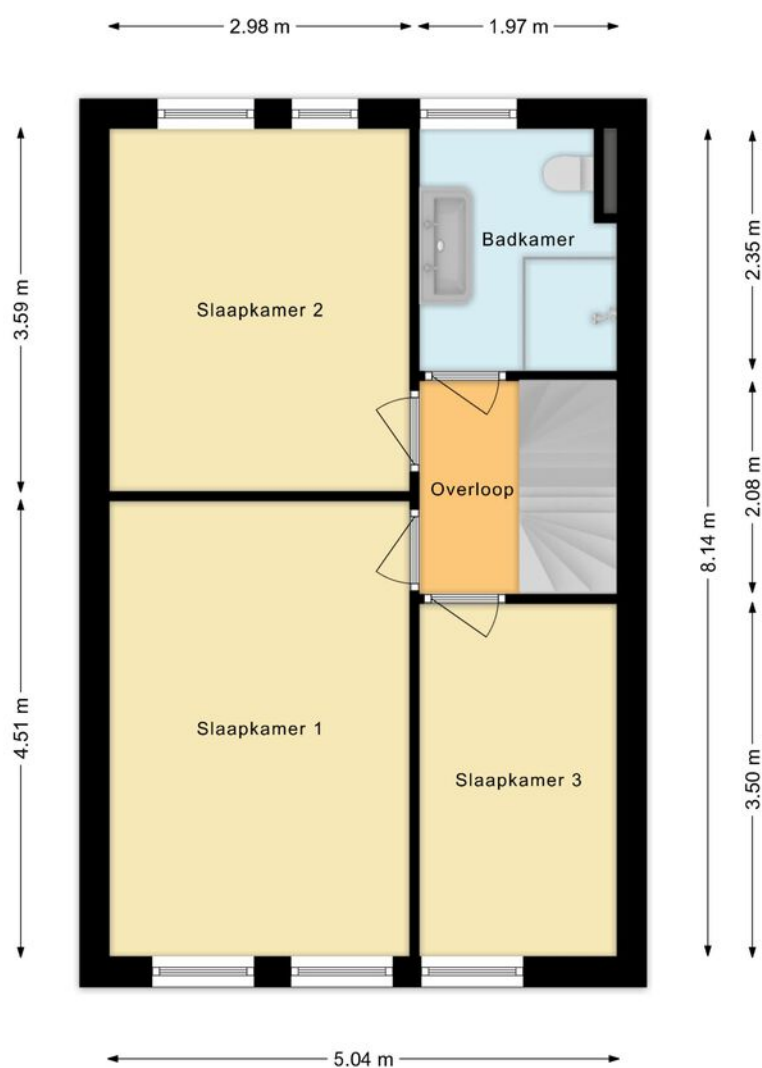 2.98 m
1.97 m
Badkamer
2.35 m
Slaapkamer 2
3.59 m
Overloop
2.08 m
8.14 m
Slaapkamer 1
4.51 m
Slaapkamer 3
3.50 m
5.04 m